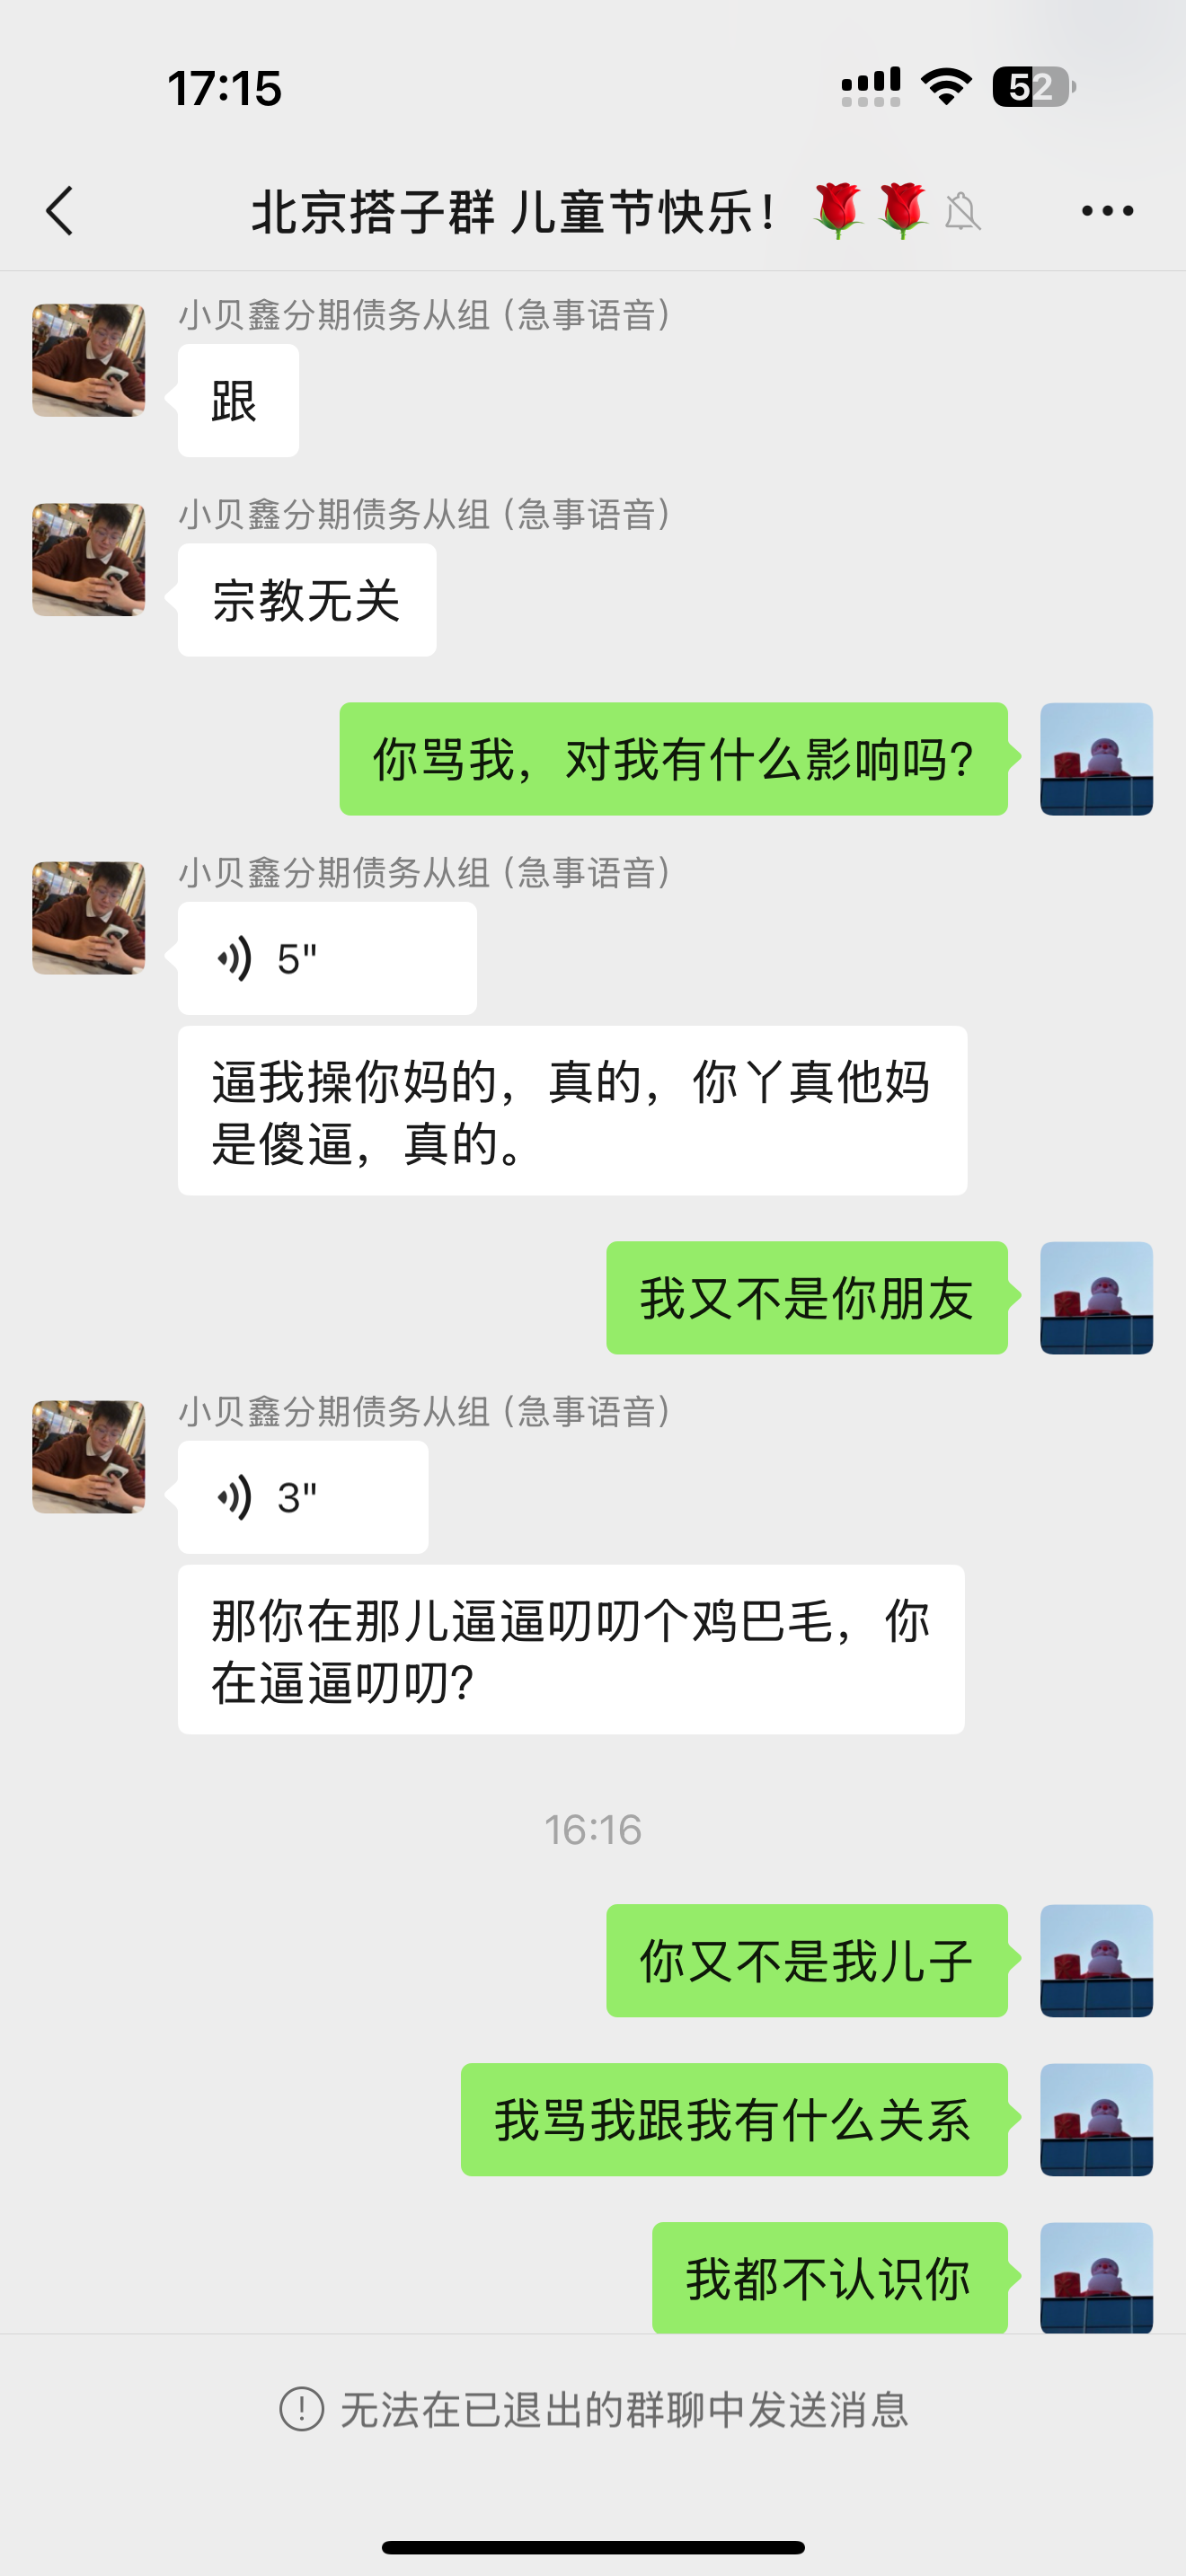 17:15
52
北京搭子群 儿童节快乐！🌹🌹
小贝鑫分期债务从组（急事语音）
跟
小贝鑫分期债务从组（急事语音）
宗教无关
你骂我，对我有什么影响吗？
小贝鑫分期债务从组（急事语音）
5"
逼我操你妈的，真的，你丫真他妈
是傻逼，真的。
我又不是你朋友
小贝鑫分期债务从组（急事语音）
3"
那你在那儿逼逼叨叨个鸡巴毛，你
在逼逼叨叨？
16:16
你又不是我儿子
我骂我跟我有什么关系
我都不认识你
无法在已退出的群聊中发送消息